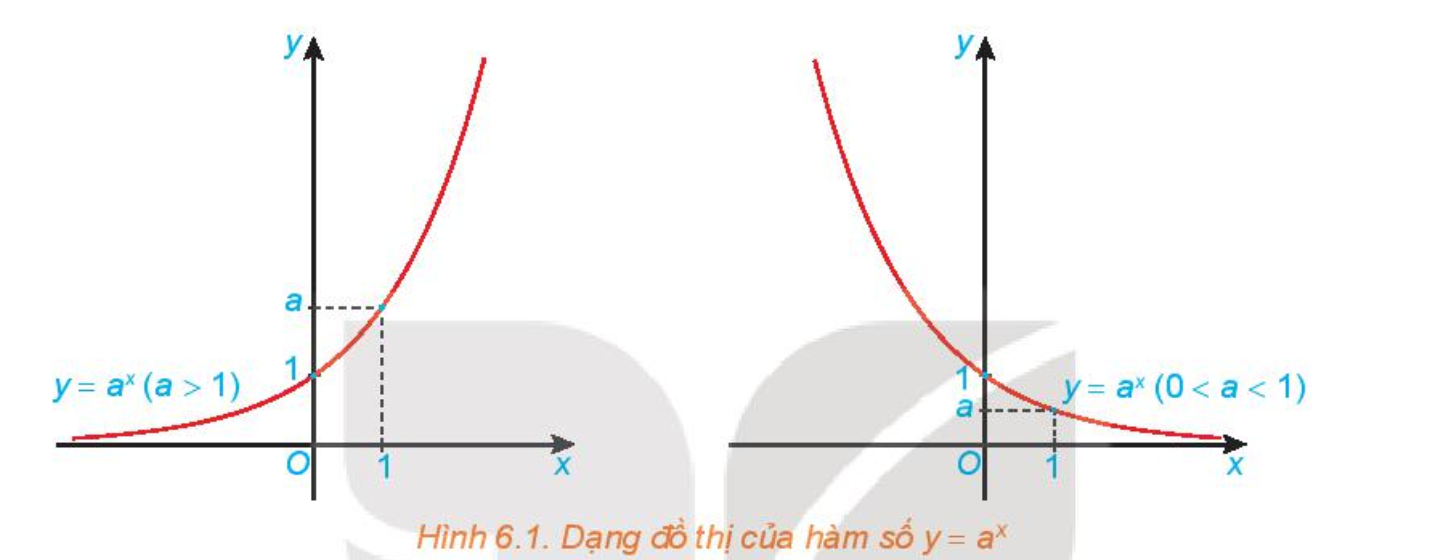 y
a
1
y = aˣ (a > 1)
O
1
x
y
1
a
y = aˣ (0 < a < 1)
O
1
x
Hình 6.1. Dạng đồ thị của hàm số y = aˣ